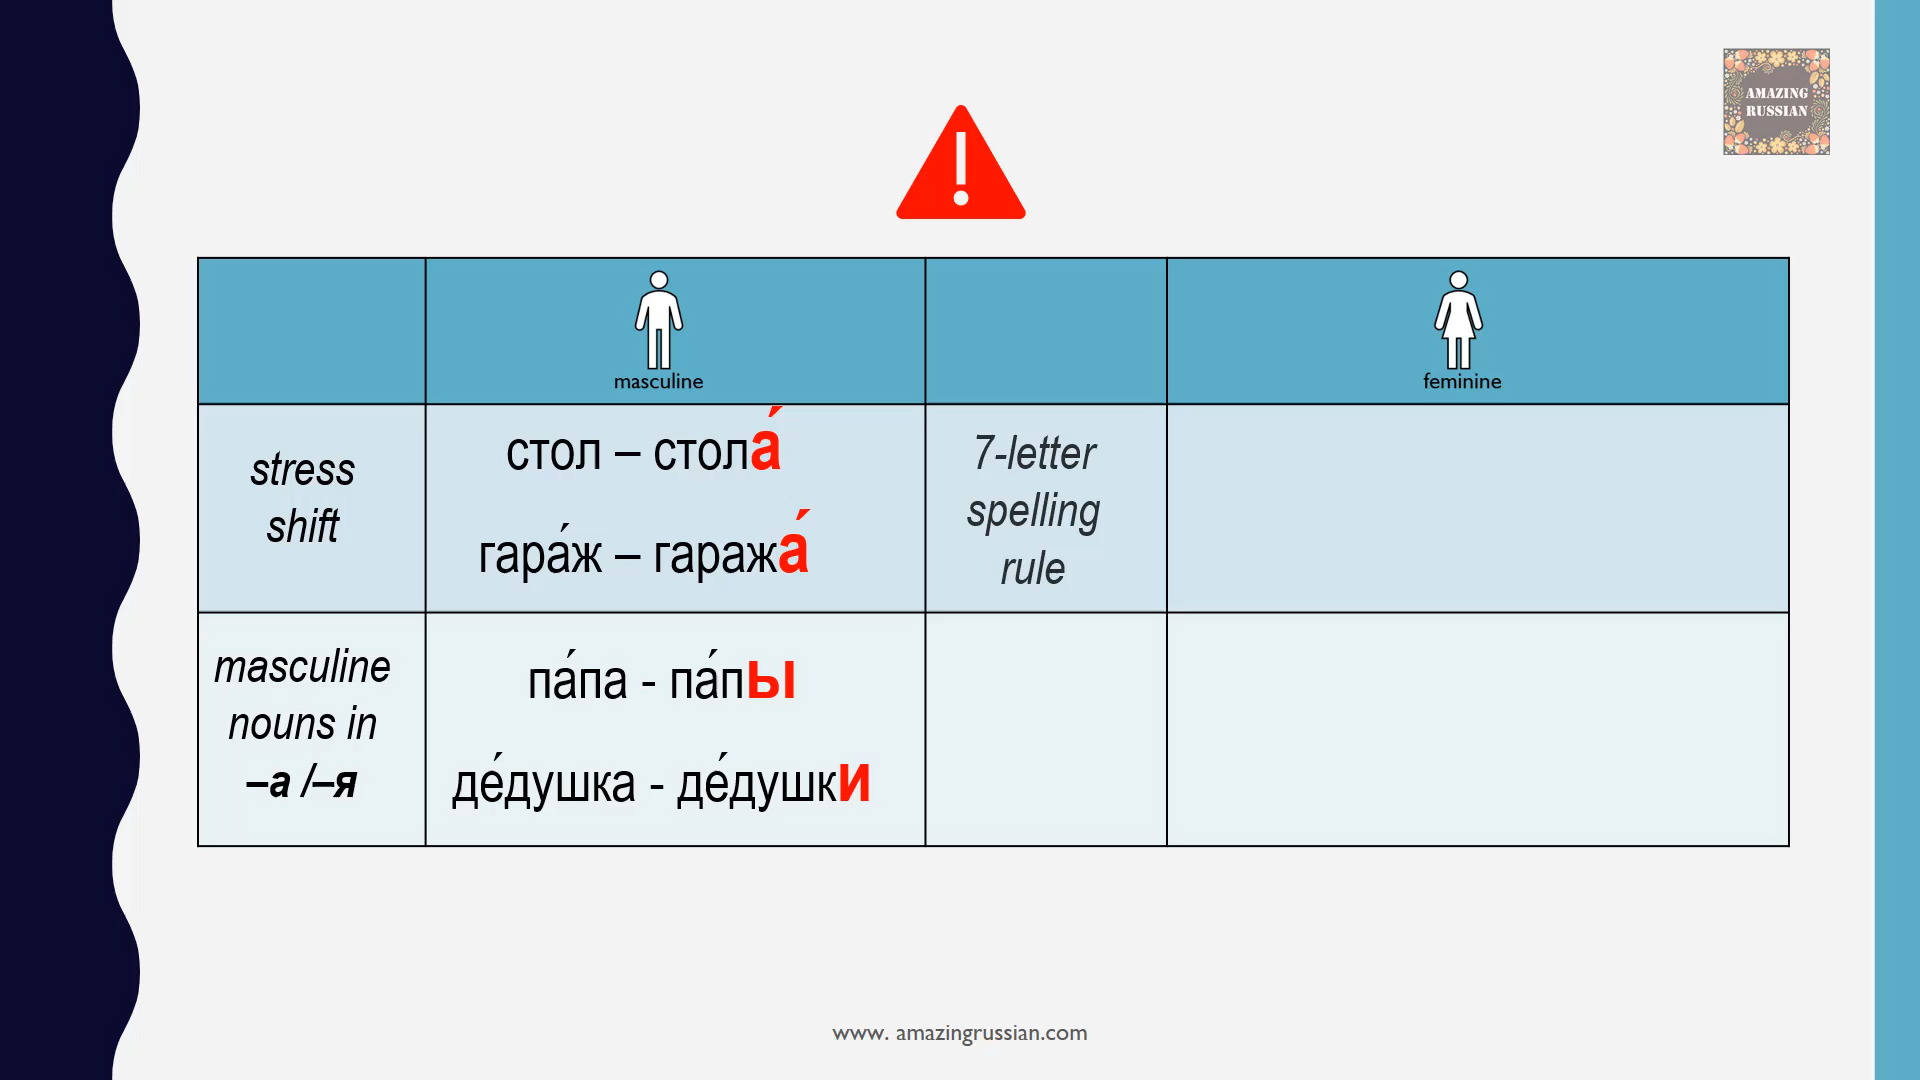 AMAZING
RUSSIAN
masculine
feminine
stress
shift
стол – стола́
гара́ж – гаража́
7-letter
spelling
rule
masculine
nouns in
–а /–я
па́па - па́пы
де́душка - де́душки
www. amazingrussian.com